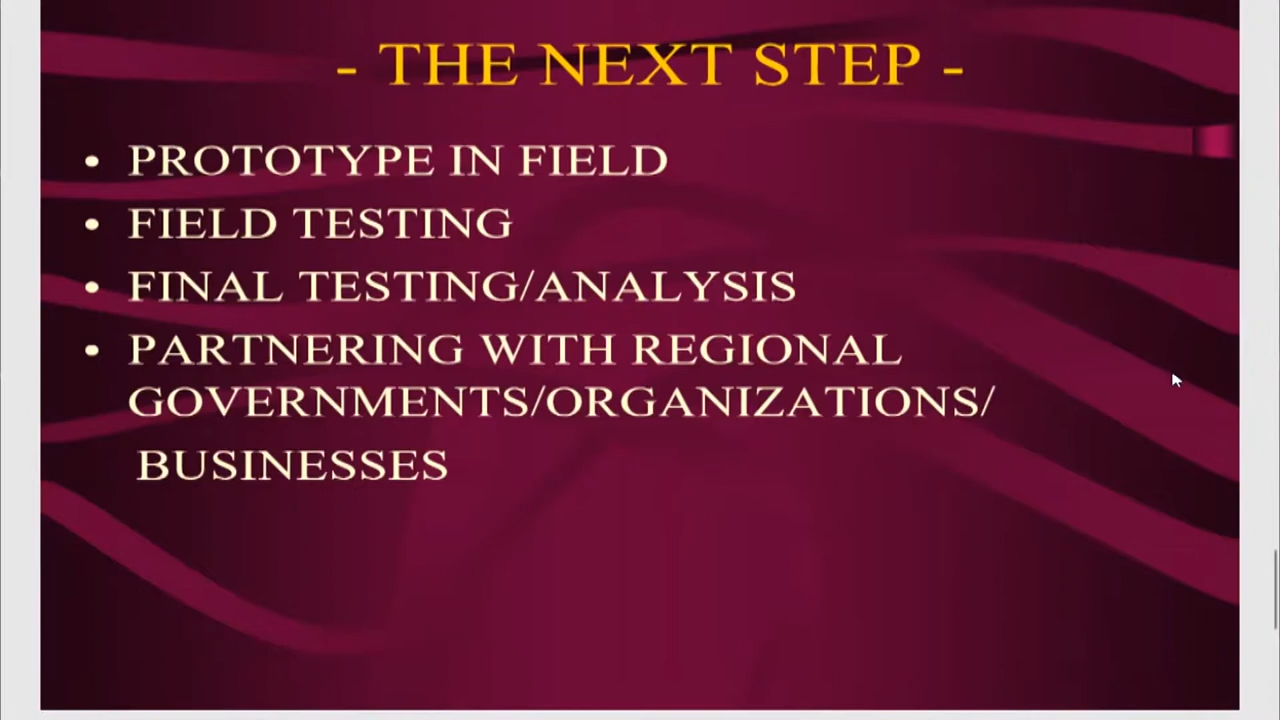 - THE NEXT STEP -
• PROTOTYPE IN FIELD
• FIELD TESTING
• FINAL TESTING/ANALYSIS
• PARTNERING WITH REGIONAL
GOVERNMENTS/ORGANIZATIONS/
BUSINESSES